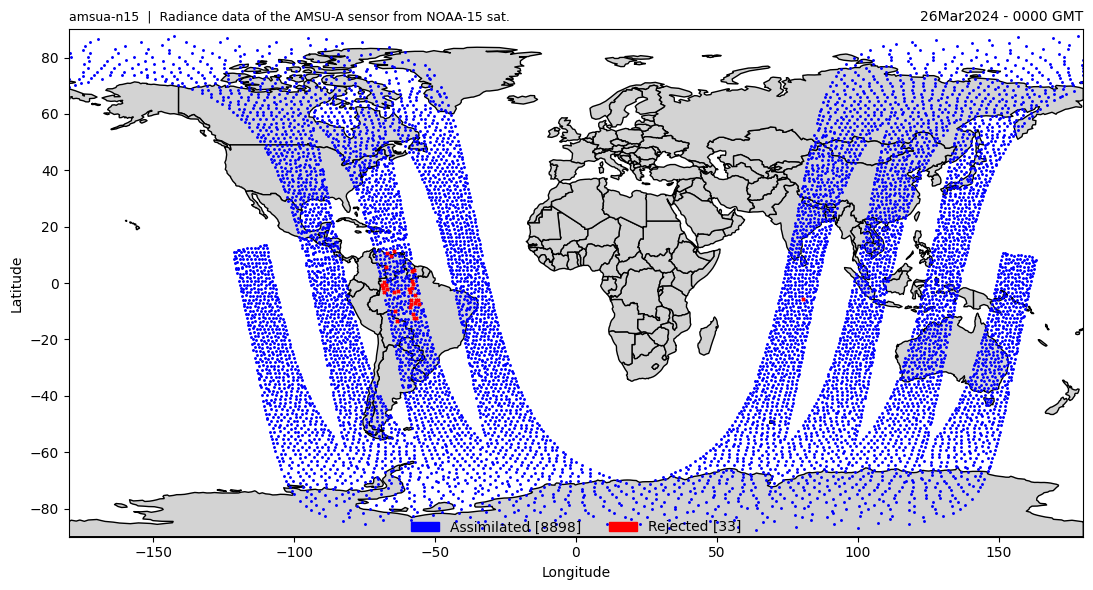 amsua-n15 | Radiance data of the AMSU-A sensor from NOAA-15 sat.
26Mar2024 - 0000 GMT
Latitude
80
60
40
20
0
−20
−40
−60
−80
Assimilated [8898]
Rejected [33]
−150 −100 −50 0 50 100 150
Longitude